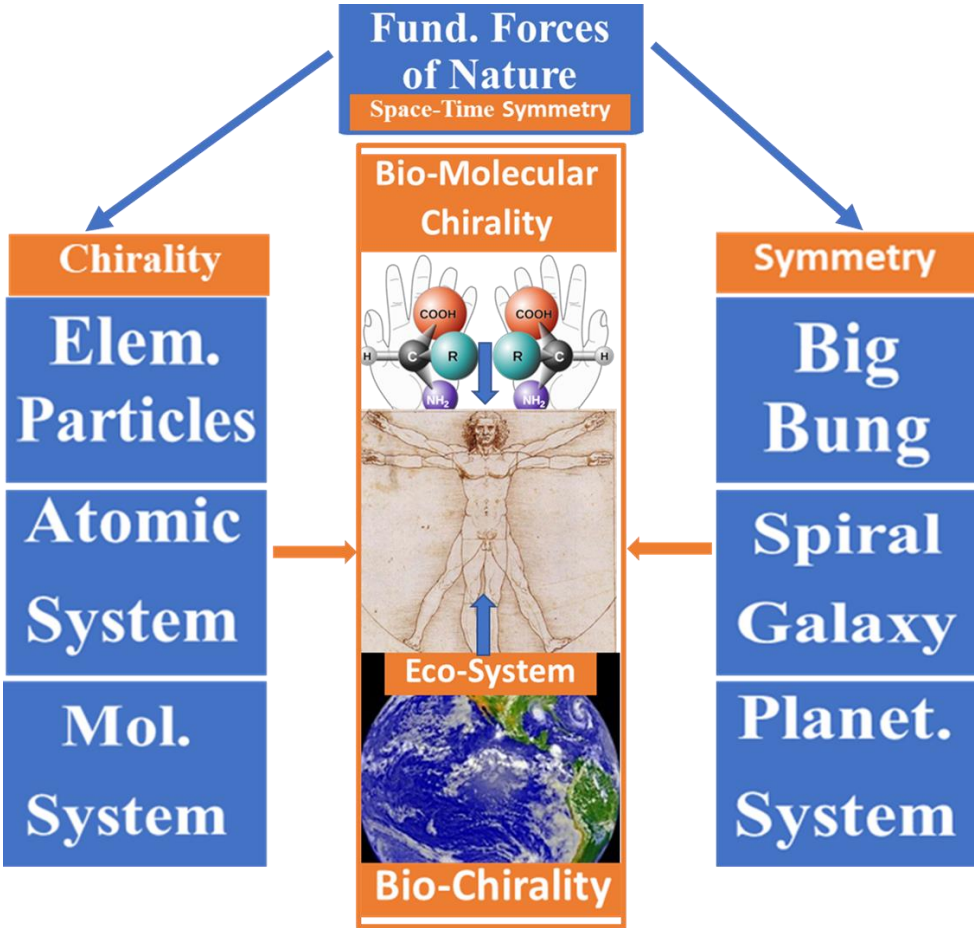 Fund. Forces
of Nature
Space-Time Symmetry
Chirality
Elem.
Particles
Atomic
System
Mol.
System
Bio-Molecular
Chirality
COOH
COOH
H
C
R
R
C
H
NH2
NH2
Eco-System
Bio-Chirality
Symmetry
Big
Bung
Spiral
Galaxy
Planet.
System